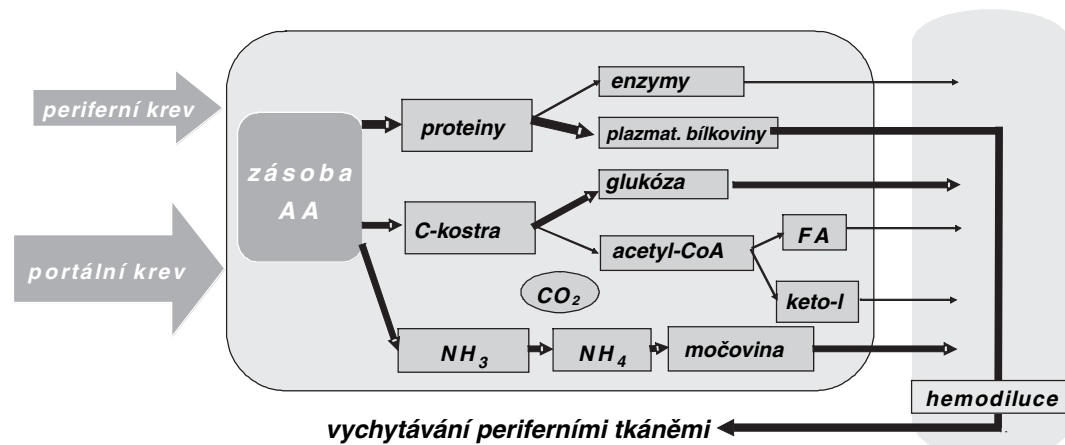 periferní krev
portální krev
zásoba
AA
proteiny
C-kostra
NH3
NH4
močovina
enzymy
plazmat. bílkoviny
glukóza
acetyl-CoA
FA
keto-l
CO2
hemodiluce
vychytávání periferními tkáněmi